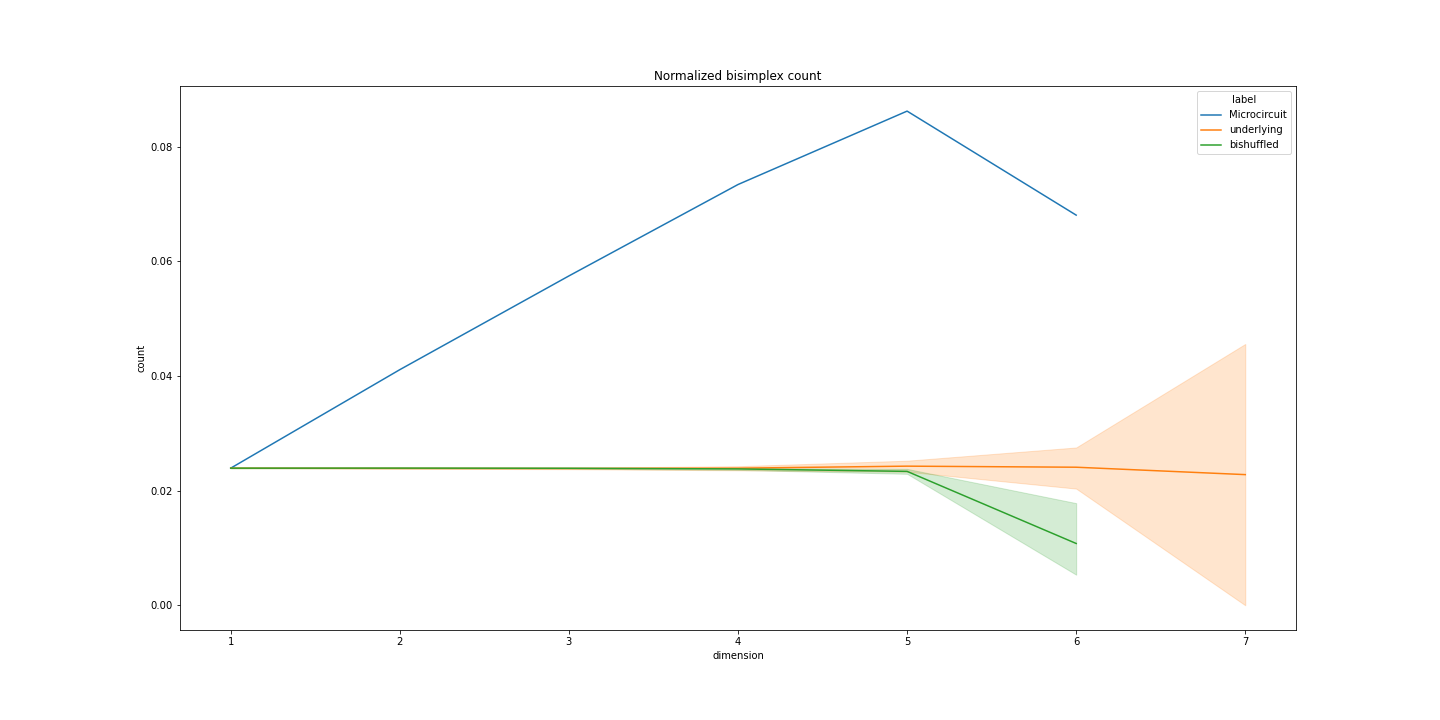 Normalized bisimplex count
label
Microcircuit
underlying
bishuffled
count
0.08
0.06
0.04
0.02
0.00
1 2 3 4 5 6 7
dimension